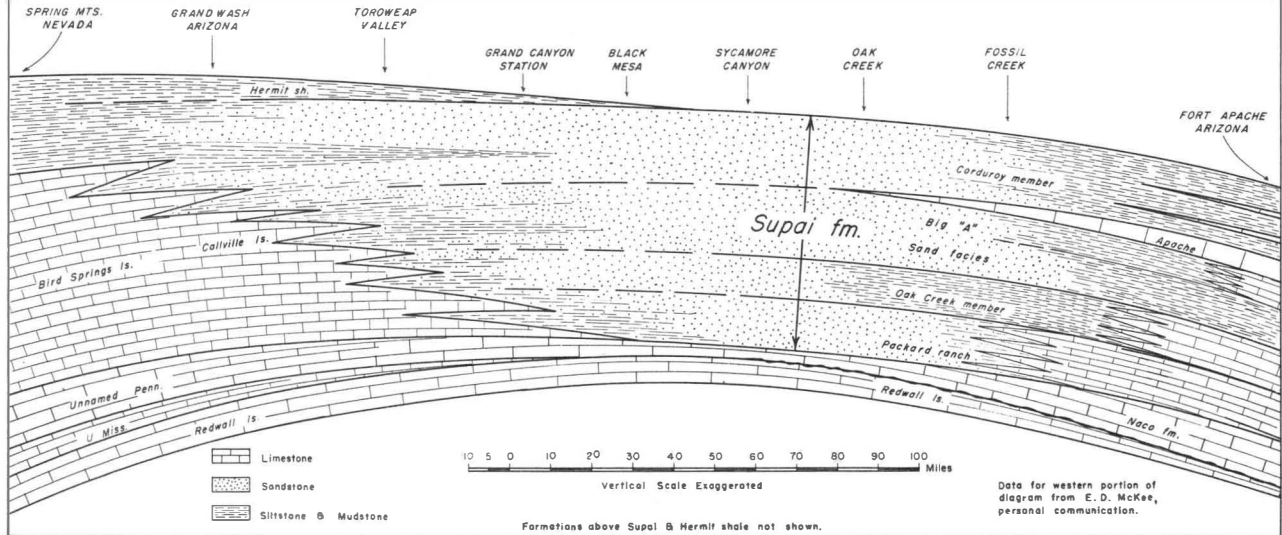 SPRING MTS.
NEVADA
GRAND WASH
ARIZONA
TOROWEAP
VALLEY
GRAND CANYON
STATION
BLACK
MESA
SYCAMORE
CANYON
OAK
CREEK
FOSSIL
CREEK
FORT APACHE
ARIZONA
Hermit sh.
Corduroy member
Supai fm.
Big "A"
Sand facies
Apache
Callville ls.
Bird Springs ls.
Oak Creek member
Packard ranch
Unnamed Penn.
U Miss.
Redwall ls.
Redwall ls.
Naco fm.
Limestone
Sandstone
Siltstone & Mudstone
10 5 0 10 20 30 40 50 60 70 80 90 100 Miles
Vertical Scale Exaggerated
Formations above Supai & Hermit shale not shown.
Data for western portion of
diagram from E. D. McKee,
personal communication.